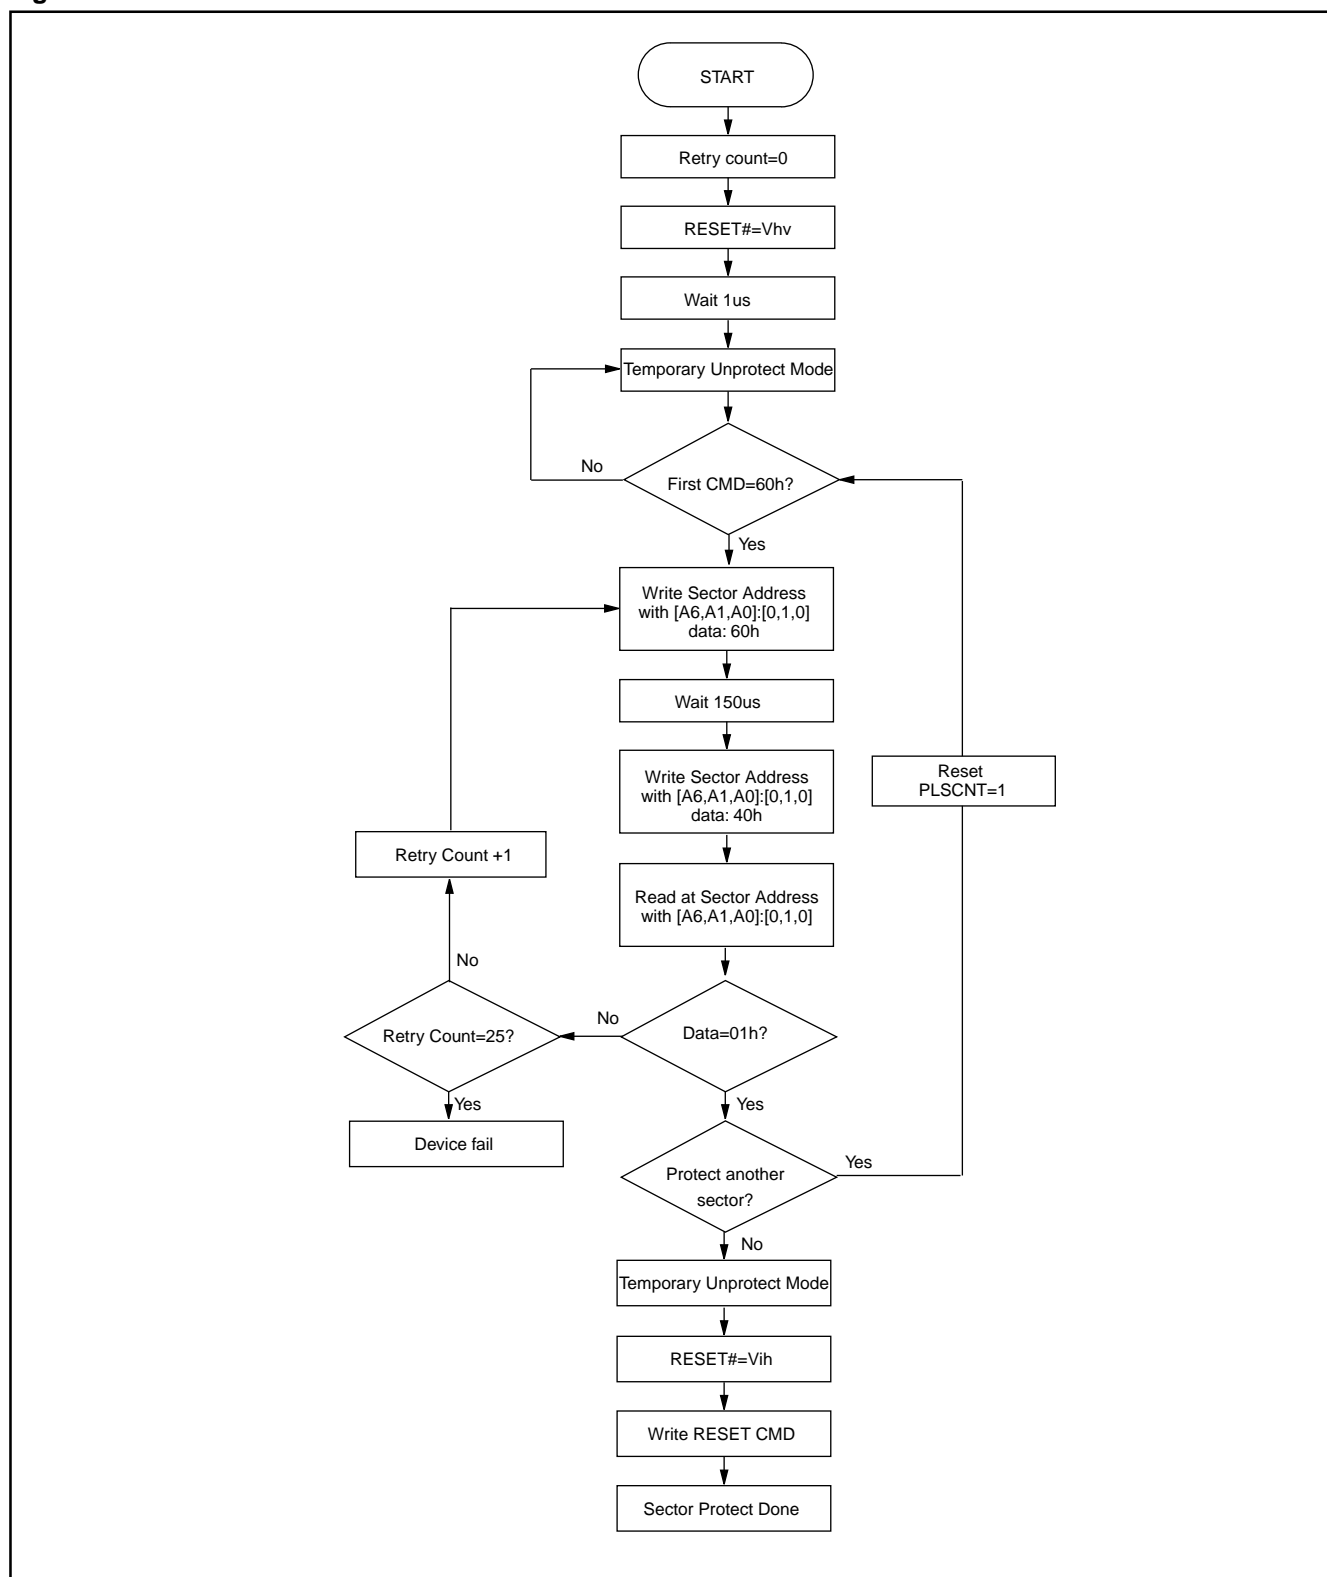 START
Retry count=0
RESET#=Vhv
Wait 1us
Temporary Unprotect Mode
No
First CMD=60h?
Yes
Write Sector Address
with [A6,A1,A0]:[0,1,0]
data: 60h
Wait 150us
Write Sector Address
with [A6,A1,A0]:[0,1,0]
data: 40h
Reset
PLSCNT=1
Retry Count +1
Read at Sector Address
with [A6,A1,A0]:[0,1,0]
No
Retry Count=25?
No
Data=01h?
Yes
Yes
Device fail
Protect another
sector?
Yes
No
Temporary Unprotect Mode
RESET#=Vih
Write RESET CMD
Sector Protect Done